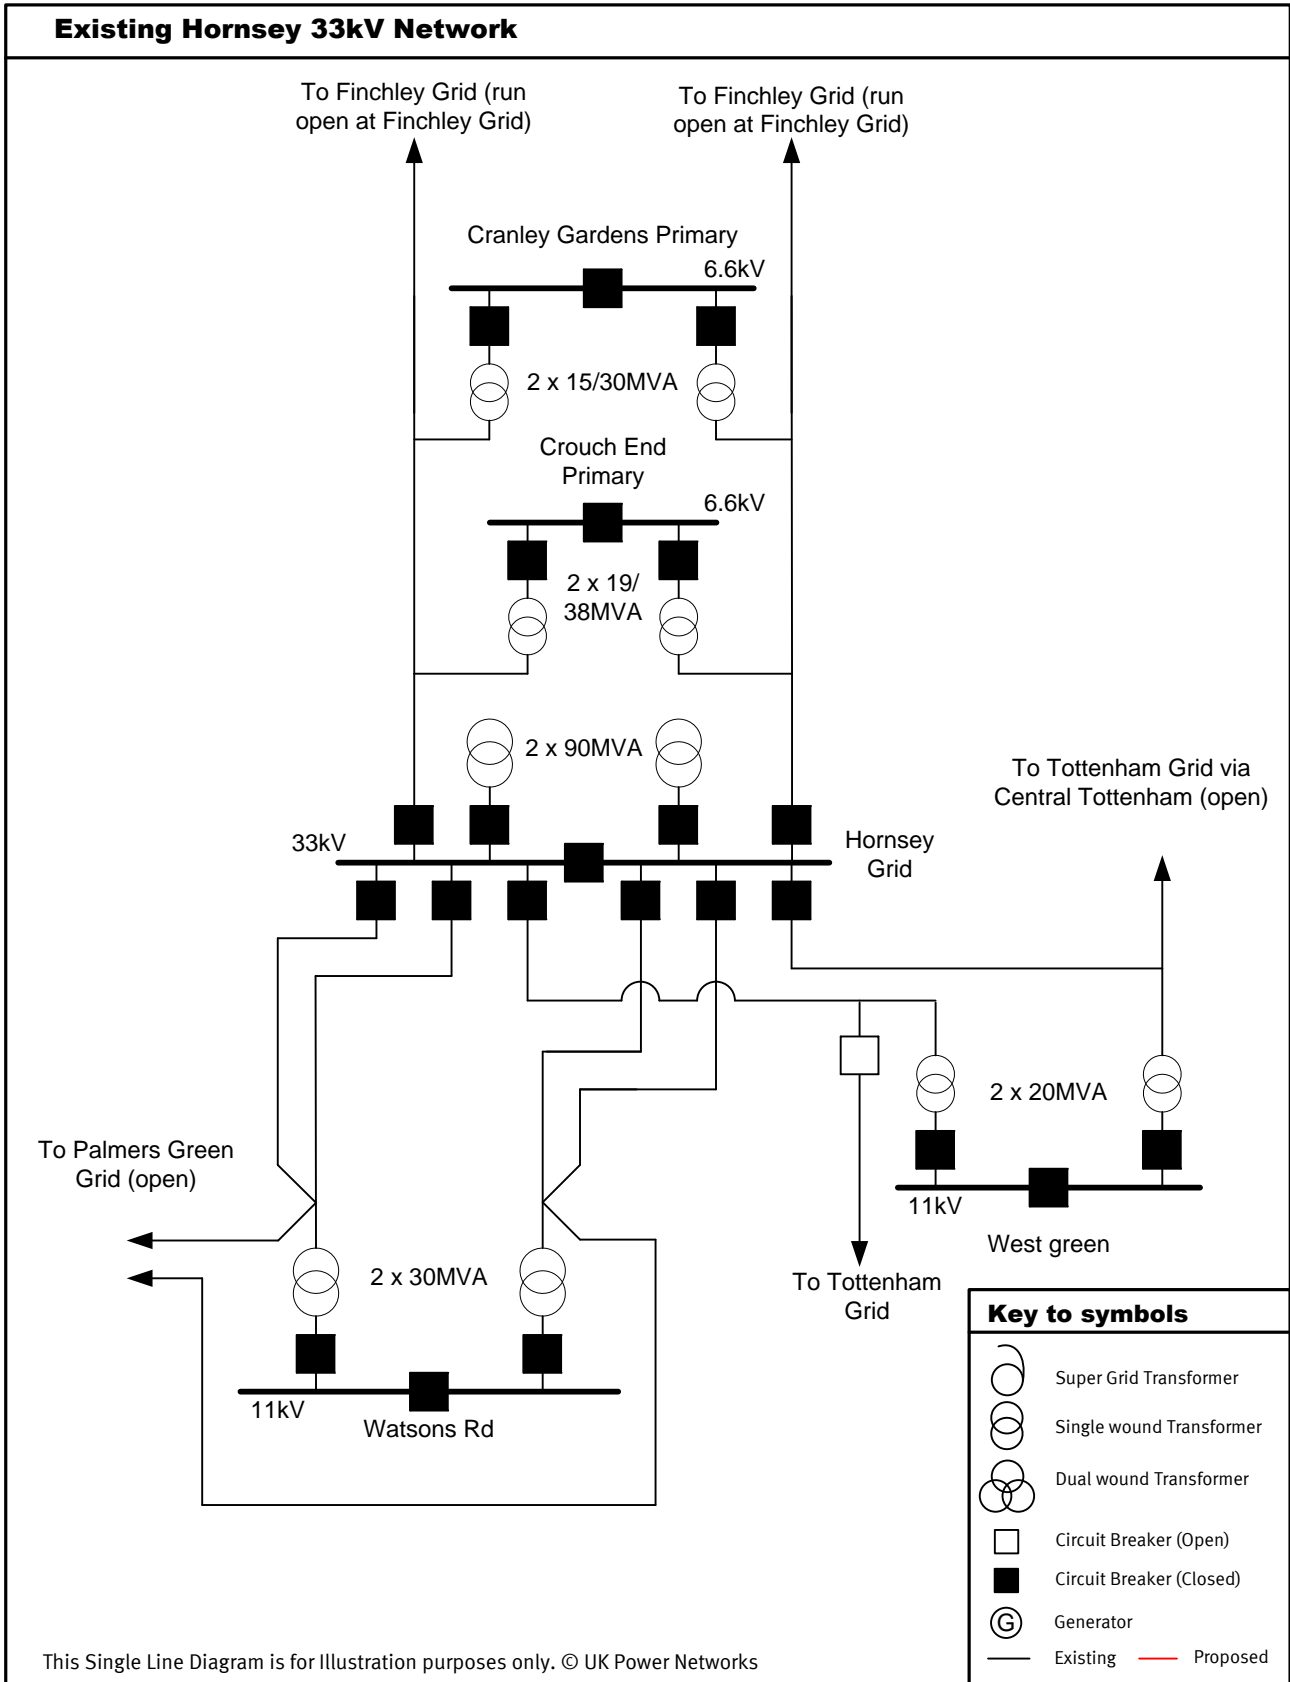 Existing Hornsey 33kV Network
To Finchley Grid (run
open at Finchley Grid)
To Finchley Grid (run
open at Finchley Grid)
Cranley Gardens Primary
6.6kV
2 x 15/30MVA
Crouch End
Primary
6.6kV
2 x 19/
38MVA
2 x 90MVA
To Tottenham Grid via
Central Tottenham (open)
33kV
Hornsey
Grid
2 x 20MVA
To Palmers Green
Grid (open)
11kV
West green
2 x 30MVA
To Tottenham
Grid
11kV
Watsons Rd
Key to symbols
Super Grid Transformer
Single wound Transformer
Dual wound Transformer
Circuit Breaker (Open)
Circuit Breaker (Closed)
G Generator
Existing Proposed
This Single Line Diagram is for Illustration purposes only. © UK Power Networks